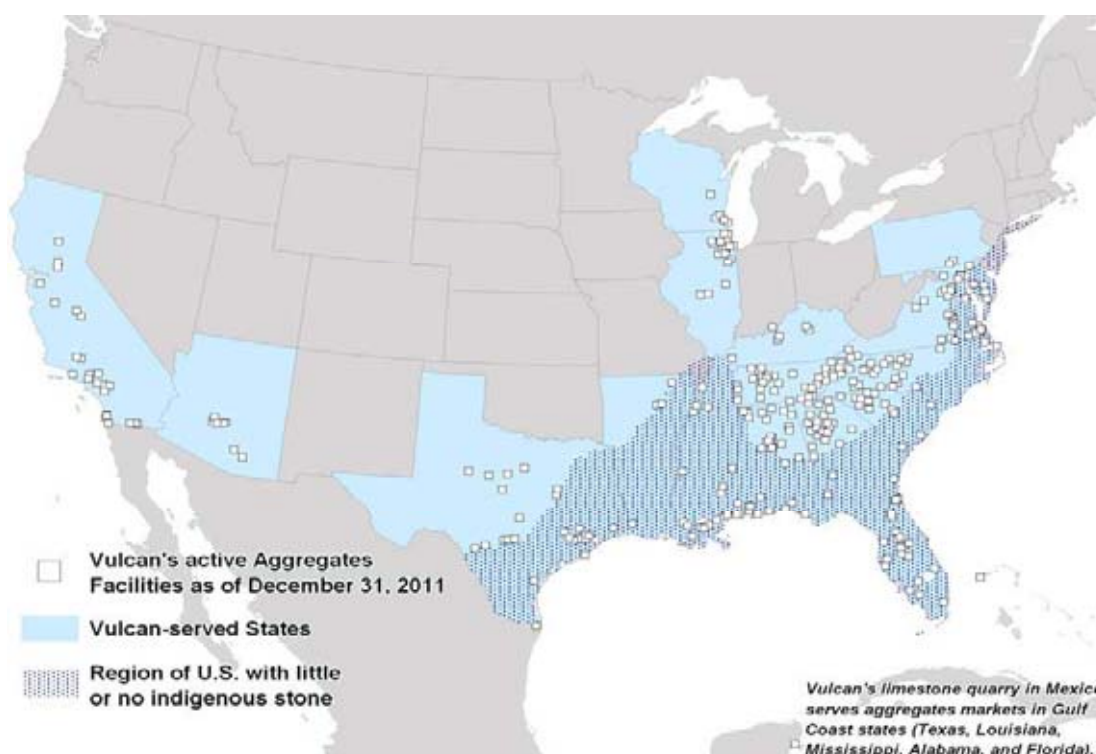 Vulcan's active Aggregates
Facilities as of December 31, 2011
Vulcan-served States
Region of U.S. with little
or no indigenous stone
Vulcan's limestone quarry in Mexico
serves aggregates markets in Gulf
Coast states (Texas, Louisiana,
Mississippi, Alabama, and Florida).